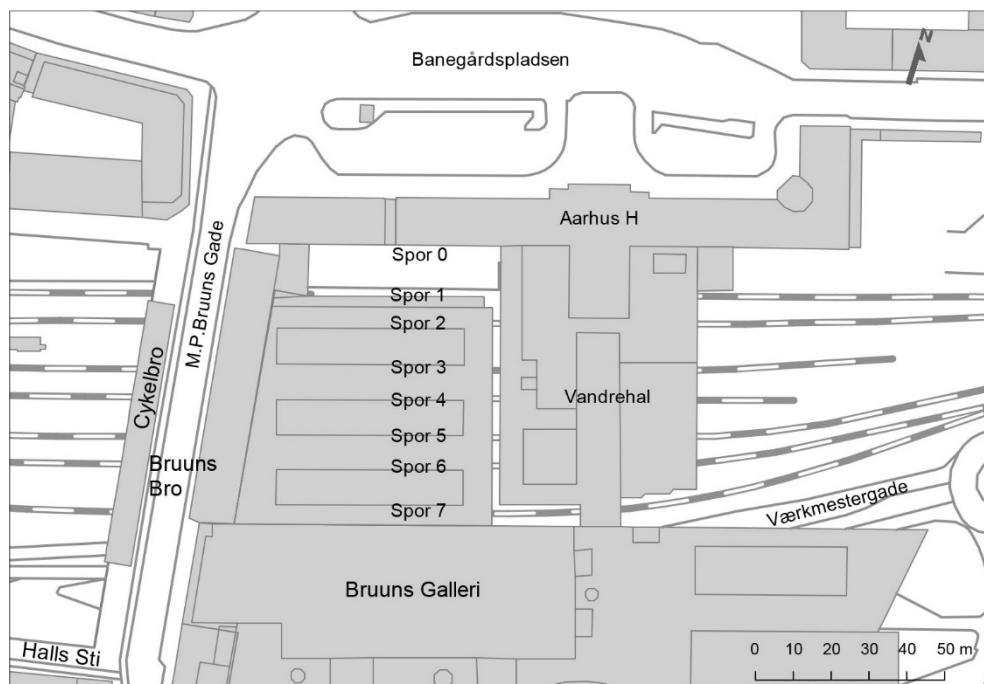 Banegårdspladsen
N
Aarhus H
M.P.Bruuns Gade
Spor 0
Spor 1
Spor 2
Spor 3
Spor 4
Spor 5
Spor 6
Spor 7
Cykelbro
Vandrehal
Bruuns
Bro
Værkmestergade
Bruuns Galleri
Halls Sti
0 10 20 30 40 50 m